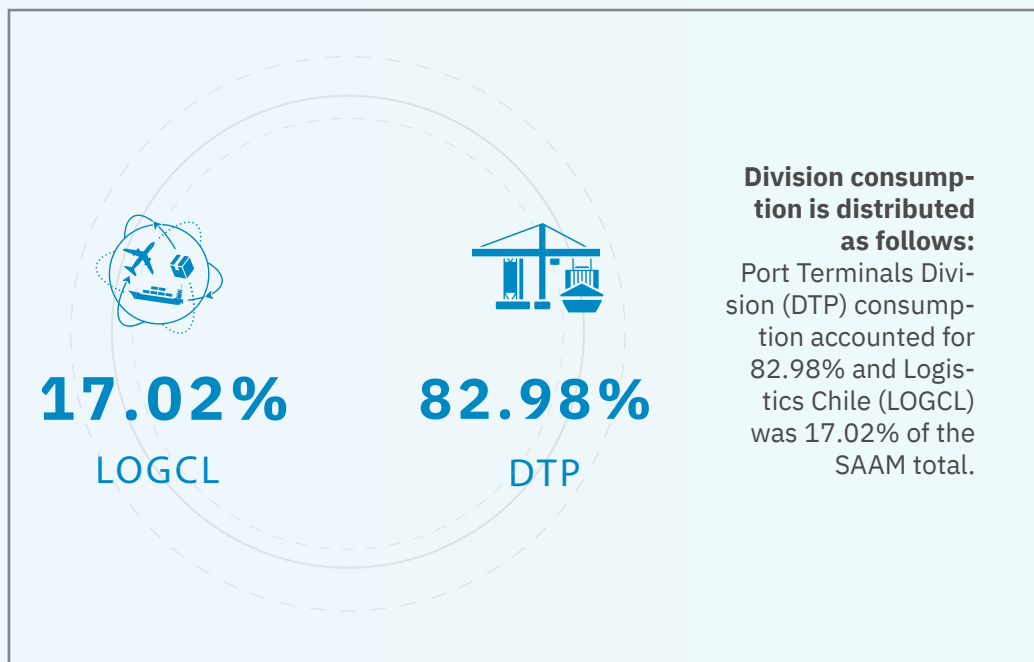 17.02%
LOGCL
82.98%
DTP
Division consump-
tion is distributed
as follows:
Port Terminals Divi-
sion (DTP) consump-
tion accounted for
82.98% and Logis-
tics Chile (LOGCL)
was 17.02% of the
SAAM total.